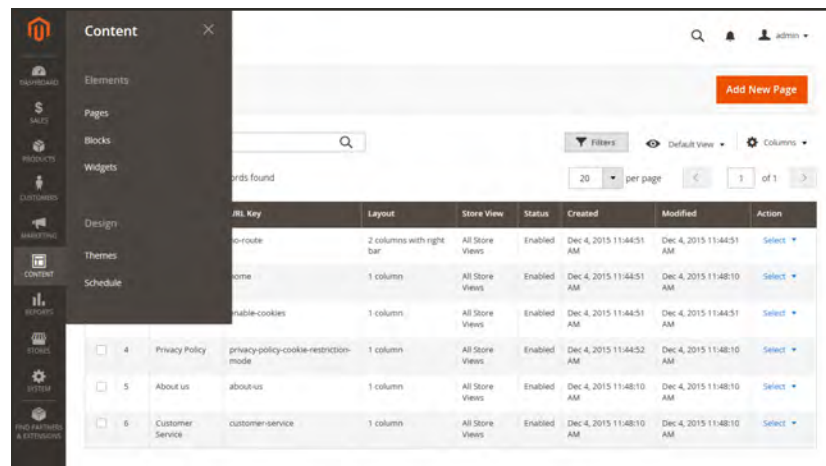 Content
admin
DASHBOARD
Elements
Add New Page
SALES
Pages
PRODUCTS
Blocks
Filters
Default View
Columns
Widgets
ords found
20
per page
1
of 1
CUSTOMERS
MARKETING
Design
URL Key
Layout
Store View
Status
Created
Modified
Action
no-route
2 columns with right
bar
All Store
Views
Enabled
Dec 4, 2015 11:44:51
AM
Dec 4, 2015 11:44:51
AM
Select
Themes
CONTENT
Schedule
home
1 column
All Store
Views
Enabled
Dec 4, 2015 11:44:51
AM
Dec 4, 2015 11:48:10
AM
Select
REPORTS
enable-cookies
1 column
All Store
Views
Enabled
Dec 4, 2015 11:44:51
AM
Dec 4, 2015 11:44:51
AM
Select
STORES
4
Privacy Policy
privacy-policy-cookie-restriction-
mode
1 column
All Store
Views
Enabled
Dec 4, 2015 11:44:52
AM
Dec 4, 2015 11:48:10
AM
Select
SYSTEM
5
About us
about-us
1 column
All Store
Views
Enabled
Dec 4, 2015 11:48:10
AM
Dec 4, 2015 11:48:10
AM
Select
FIND PARTNERS
& EXTENSIONS
6
Customer
Service
customer-service
1 column
All Store
Views
Enabled
Dec 4, 2015 11:48:10
AM
Dec 4, 2015 11:48:10
AM
Select